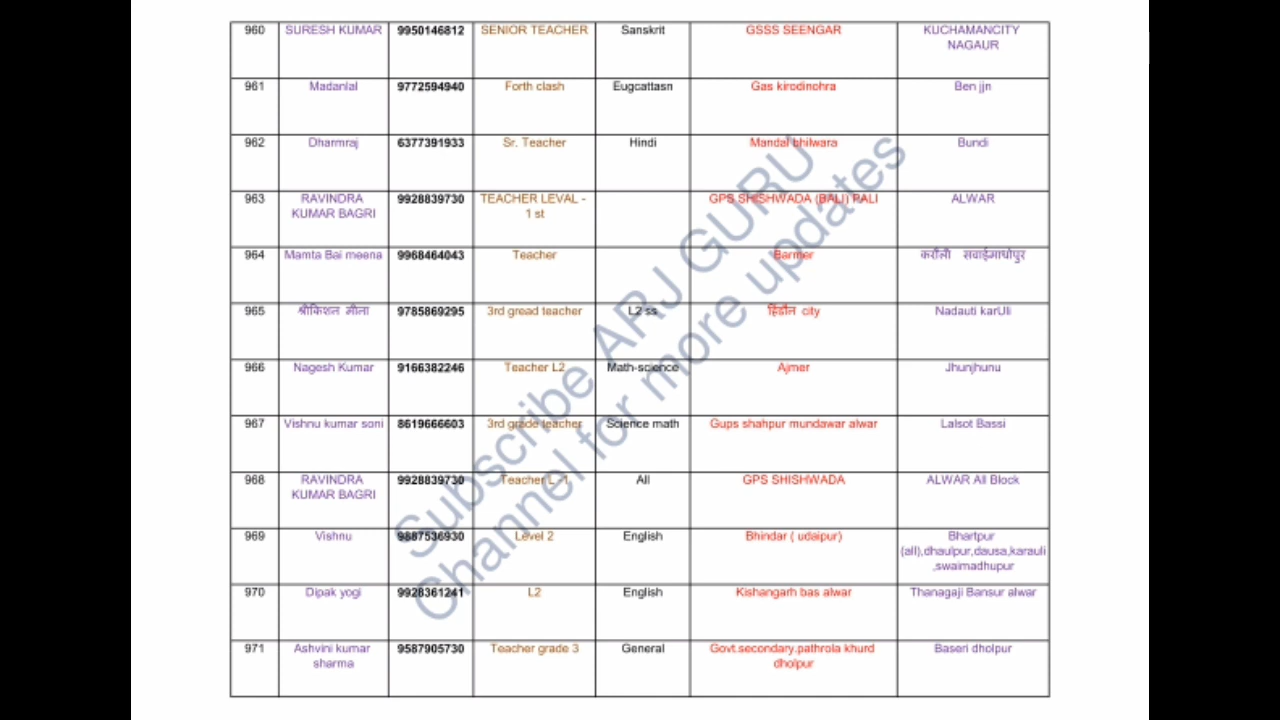 960 SURESH KUMAR 9950146812 SENIOR TEACHER Sanskrit GSSS SEENGAR KUCHAMANCITY
NAGAUR
961 Madanlal 9772594940 Forth clash Eugcattasn Gas kirodinohra Ben jjn
962 Dharmraj 6377391933 Sr. Teacher Hindi Mandal bhilwara Bundi
963 RAVINDRA 9928839730 TEACHER LEVAL - GPS SHISHWADA (BALI) PALI ALWAR
KUMAR BAGRI 1 st
964 Mamta Bai meena 9968464043 Teacher Barmer करौली सवाईमाधोपुर
965 श्रीकिशन मीना 9785869295 3rd gread teacher L2 ss हिंडौन city Nadauti karUli
966 Nagesh Kumar 9166382246 Teacher L2 Math-science Ajmer Jhunjhunu
967 Vishnu kumar soni 8619666603 3rd grade teacher Science math Gups shahpur mundawar alwar Lalsot Bassi
968 RAVINDRA 9928839730 Teacher L -1 All GPS SHISHWADA ALWAR All Block
KUMAR BAGRI
969 Vishnu 9887536930 Level 2 English Bhindar ( udaipur) Bhartpur
(all),dhaulpur,dausa,karauli
,swaimadhupur
970 Dipak yogi 9928361241 L2 English Kishangarh bas alwar Thanagaji Bansur alwar
971 Ashvini kumar 9587905730 Teacher grade 3 General Govt.secondary.pathrola khurd Baseri dholpur
sharma dholpur
Subscribe ARJ GURU
Channel for more updates